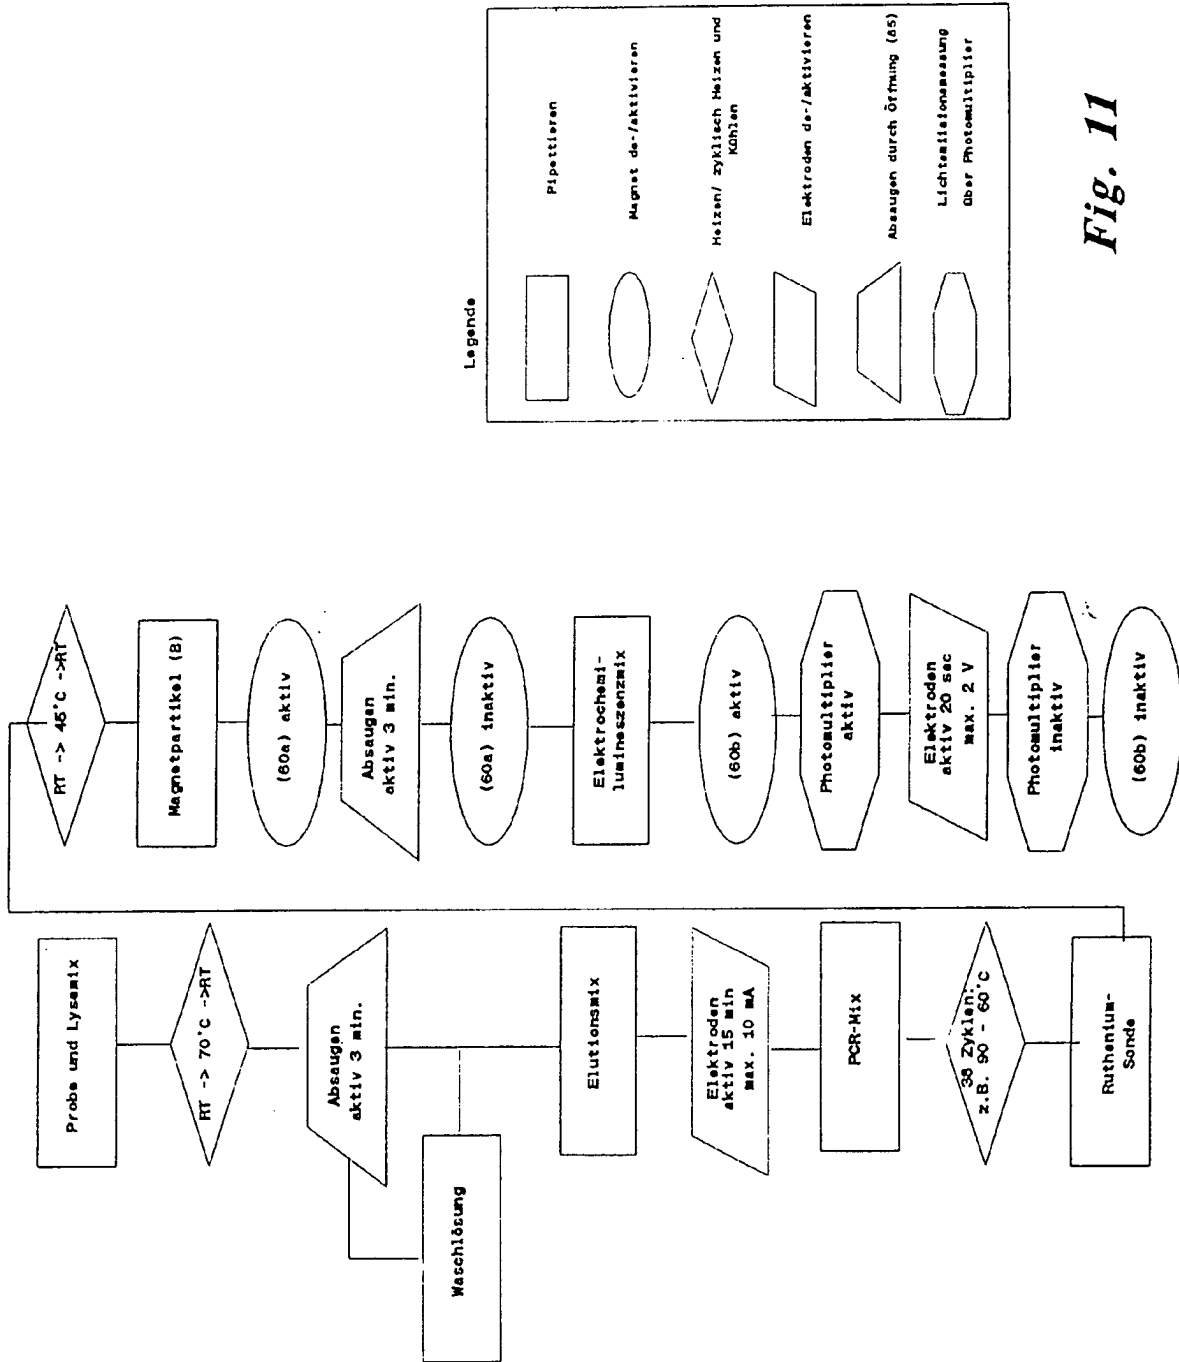 Probe und Lysemix
RT -> 70°C ->RT
Absaugen
aktiv 3 min.
Waschlösung
Elutionsmix
Elektroden
aktiv 15 min
max. 10 mA
PCR-Mix
38 Zyklen:
z.B. 90 - 60°C
Ruthenium-
Sonde
RT -> 45°C ->RT
Magnetpartikel (B)
(60a) aktiv
Absaugen
aktiv 3 min.
(60a) inaktiv
Elektrochemi-
lumineszenzmix
(60b) aktiv
Photomultiplier
aktiv
Elektroden
aktiv 20 sec
max. 2 V
Photomultiplier
inaktiv
(60b) inaktiv
Legende
Pipettieren
Magnet de-/aktivieren
Heizen/ zyklisch Heizen und
Kühlen
Elektroden de-/aktivieren
Absaugen durch Öffnung (85)
Lichtemissionsmessung
über Photomultiplier
Fig. 11